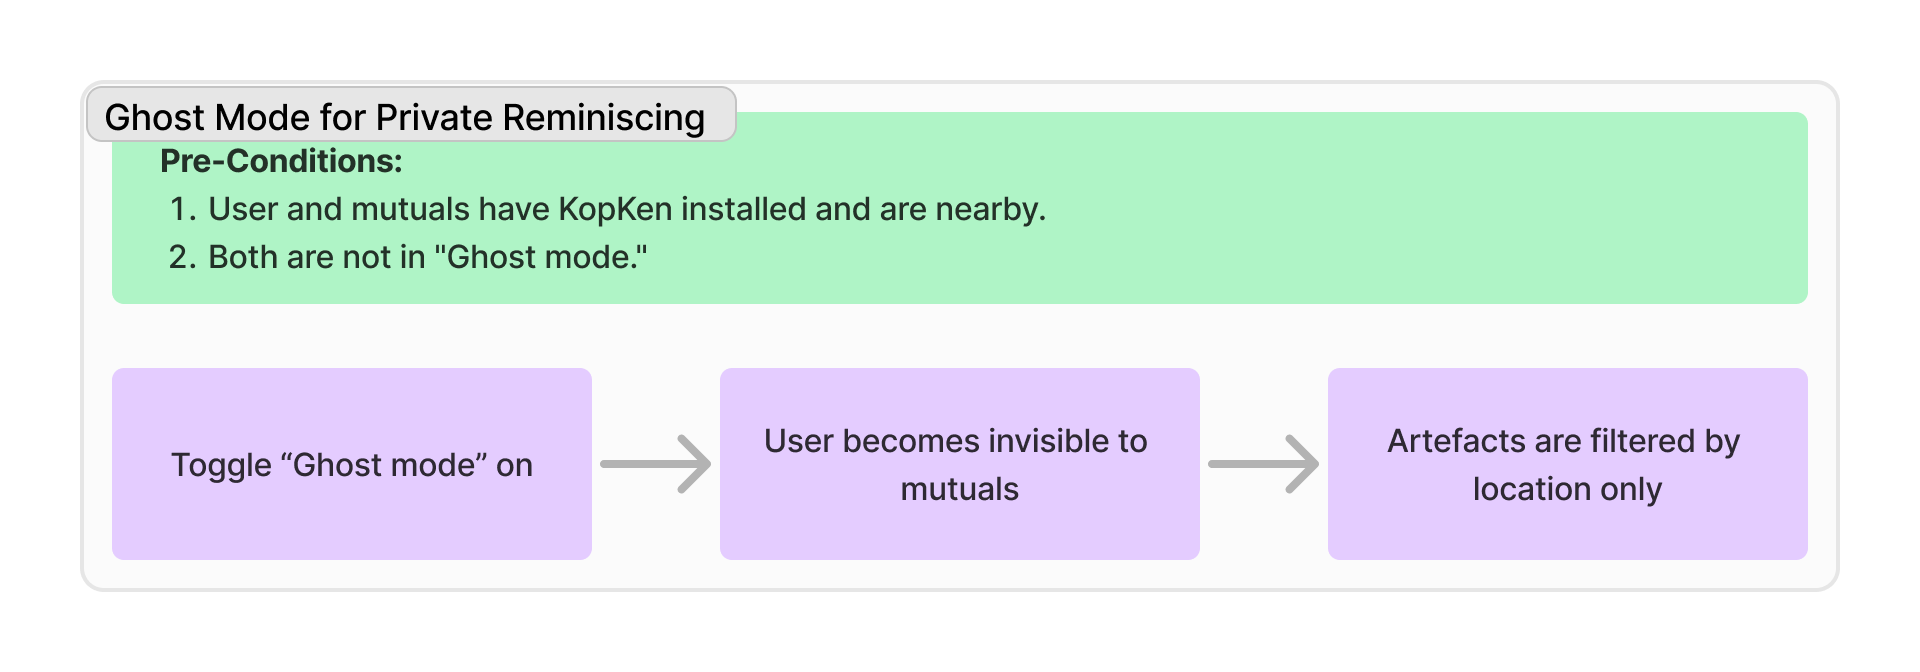 Ghost Mode for Private Reminiscing
Pre-Conditions:
1. User and mutuals have KopKen installed and are nearby.
2. Both are not in "Ghost mode."
Toggle “Ghost mode” on
User becomes invisible to
mutuals
Artefacts are filtered by
location only